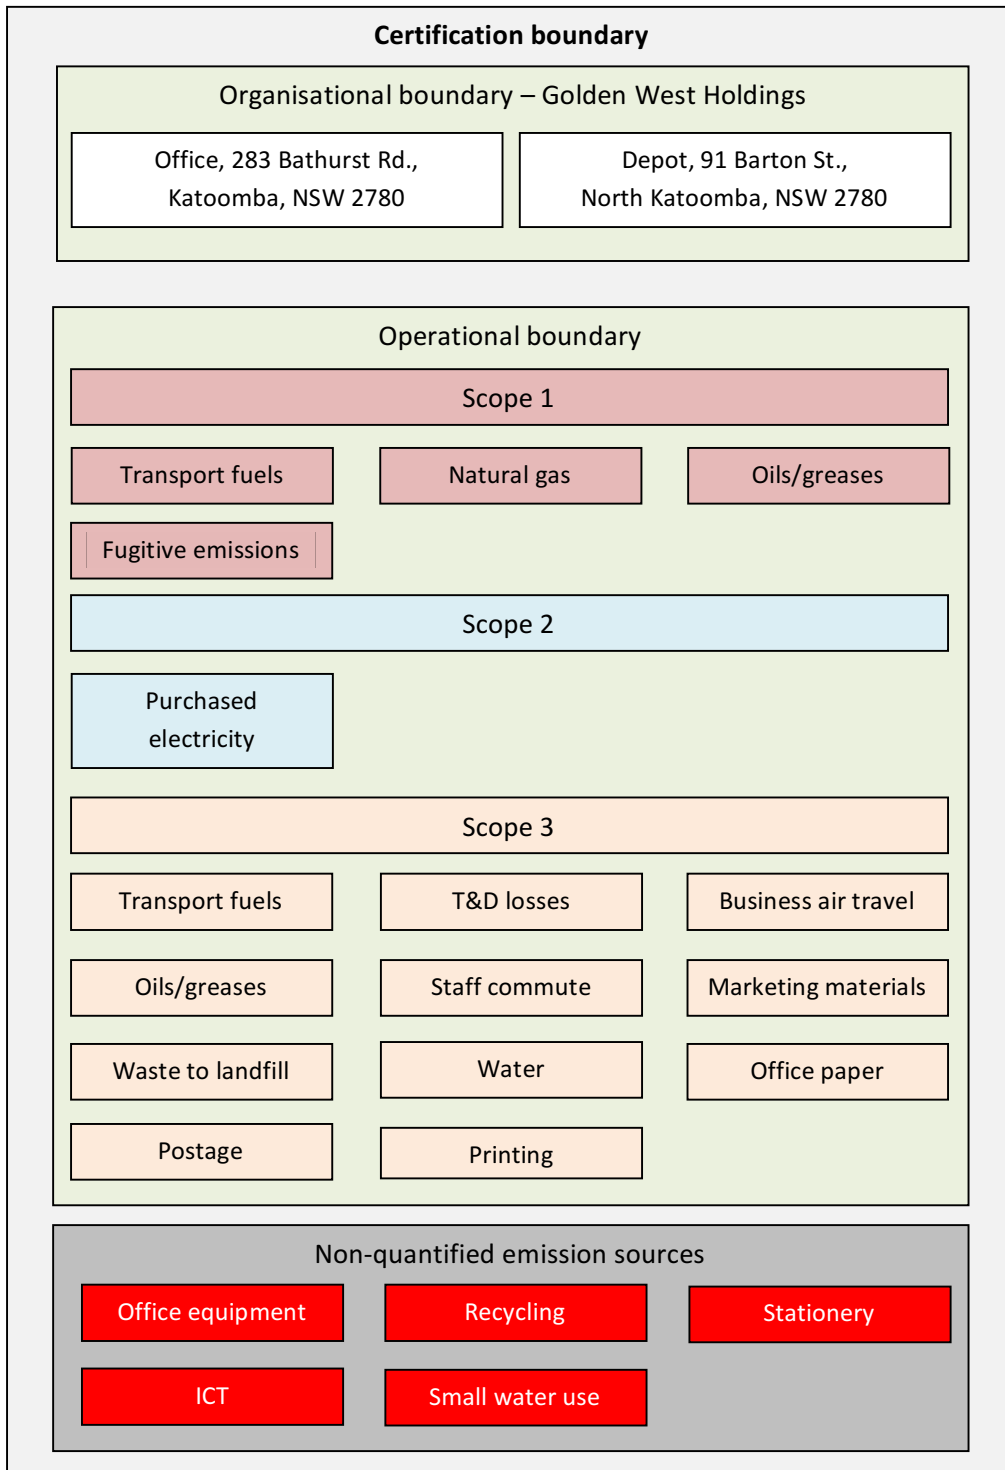 Certification boundary
Organisational boundary – Golden West Holdings
Office, 283 Bathurst Rd.,
Katoomba, NSW 2780
Depot, 91 Barton St.,
North Katoomba, NSW 2780
Operational boundary
Scope 1
Transport fuels
Natural gas
Oils/greases
Fugitive emissions
Scope 2
Purchased
electricity
Scope 3
Transport fuels
T&D losses
Business air travel
Oils/greases
Staff commute
Marketing materials
Waste to landfill
Water
Office paper
Postage
Printing
Non-quantified emission sources
Office equipment
Recycling
Stationery
ICT
Small water use